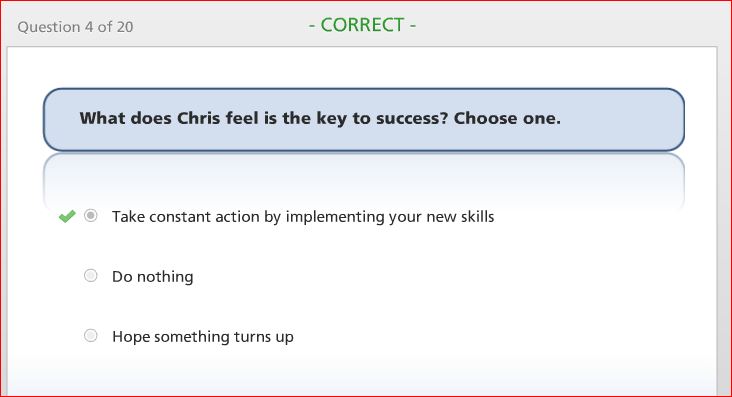 Question 4 of 20
- CORRECT -
What does Chris feel is the key to success? Choose one.
Take constant action by implementing your new skills
Do nothing
Hope something turns up